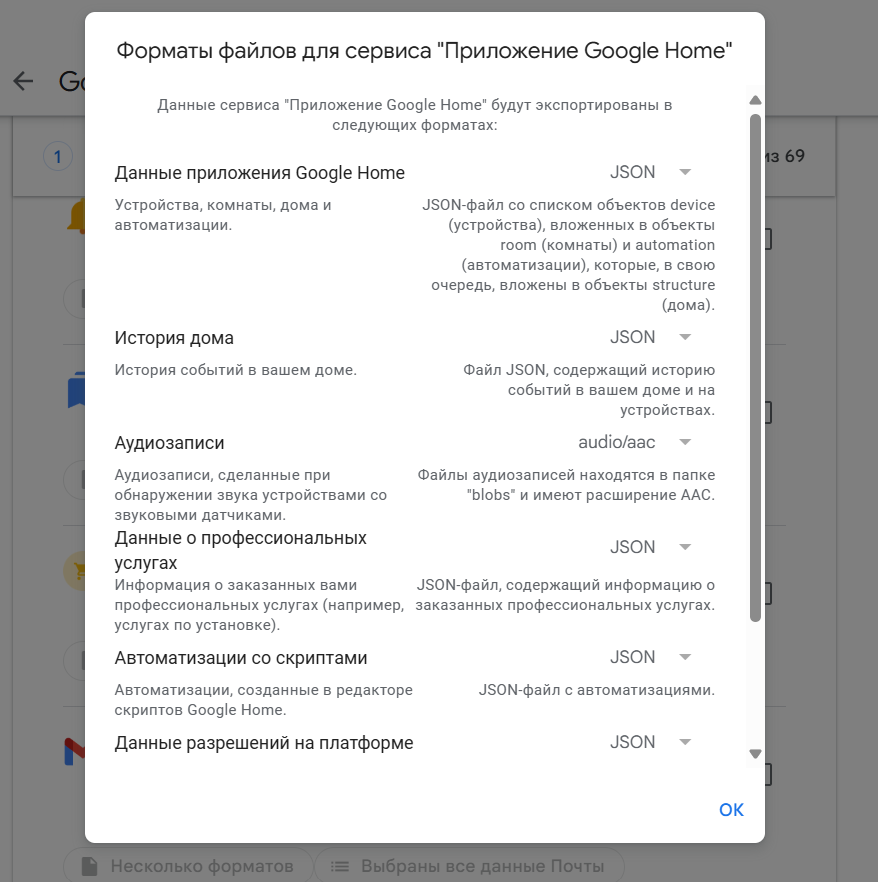 Форматы файлов для сервиса "Приложение Google Home"
Данные сервиса "Приложение Google Home" будут экспортированы в
следующих форматах:
1
из 69
Данные приложения Google Home
JSON
Устройства, комнаты, дома и
автоматизации.
JSON-файл со списком объектов device
(устройства), вложенных в объекты
room (комнаты) и automation
(автоматизации), которые, в свою
очередь, вложены в объекты structure
(дома).
История дома
JSON
История событий в вашем доме.
Файл JSON, содержащий историю
событий в вашем доме и на
устройствах.
Аудиозаписи
audio/aac
Аудиозаписи, сделанные при
обнаружении звука устройствами со
звуковыми датчиками.
Файлы аудиозаписей находятся в папке
"blobs" и имеют расширение AAC.
Данные о профессиональных
услугах
JSON
Информация о заказанных вами
профессиональных услугах (например,
услугах по установке).
JSON-файл, содержащий информацию о
заказанных профессиональных услугах.
Автоматизации со скриптами
JSON
Автоматизации, созданные в редакторе
скриптов Google Home.
JSON-файл с автоматизациями.
Данные разрешений на платформе
JSON
ОК
Несколько форматов
Выбраны все данные Почты